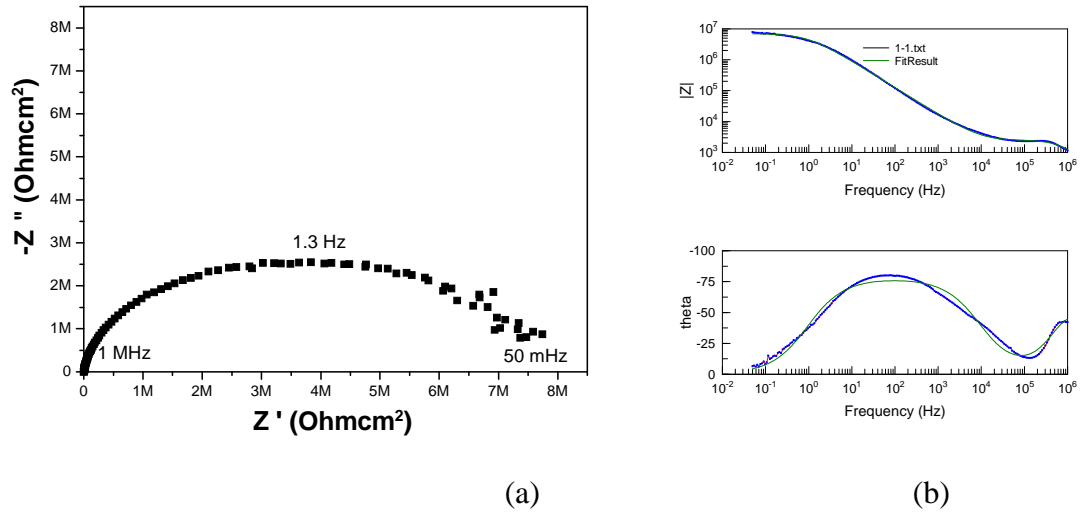 -Z '' (Ohmcm²)
8M
7M
6M
5M
4M
3M
2M
1M
0
1.3 Hz
1 MHz
50 mHz
0 1M 2M 3M 4M 5M 6M 7M 8M
Z ' (Ohmcm²)
(a)
|Z|
10⁷
10⁶
10⁵
10⁴
10³
1-1.txt
FitResult
10⁻² 10⁻¹ 10⁰ 10¹ 10² 10³ 10⁴ 10⁵ 10⁶
Frequency (Hz)
theta
-100
-75
-50
-25
0
10⁻² 10⁻¹ 10⁰ 10¹ 10² 10³ 10⁴ 10⁵ 10⁶
Frequency (Hz)
(b)